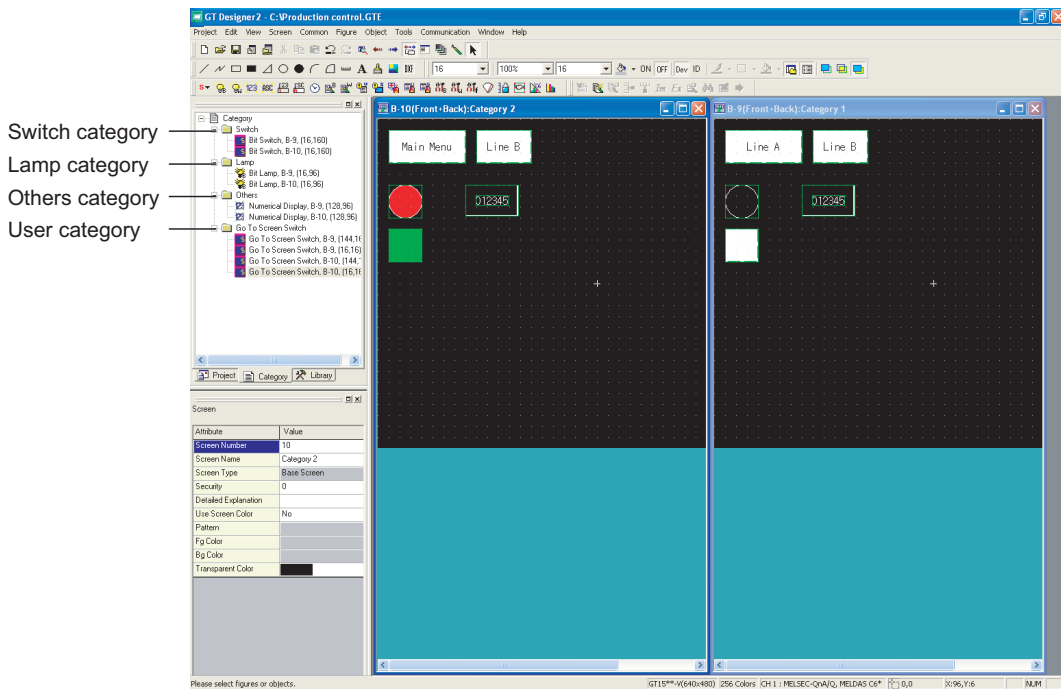 GT Designer2 - C:\Production control.GTE
Project Edit View Screen Common Figure Object Tools Communication Window Help
16 100% 16 ON OFF Dev ID
B-10(Front+Back):Category 2
B-9(Front+Back):Category 1
Switch category
Lamp category
Others category
User category
Category
Switch
Bit Switch, B-9, (16,160)
Bit Switch, B-10, (16,160)
Lamp
Bit Lamp, B-9, (16,96)
Bit Lamp, B-10, (16,96)
Others
Numerical Display, B-9, (128,96)
Numerical Display, B-10, (128,96)
Go To Screen Switch
Go To Screen Switch, B-9, (144,16
Go To Screen Switch, B-9, (16,16)
Go To Screen Switch, B-10, (144,
Go To Screen Switch, B-10, (16,16
Main Menu Line B
012345
Line A Line B
012345
Project Category Library
Screen
Attribute Value
Screen Number 10
Screen Name Category 2
Screen Type Base Screen
Security 0
Detailed Explanation
Use Screen Color No
Pattern
Fg Color
Bg Color
Transparent Color
Please select figures or objects.
GT15**-V(640x480) 256 Colors CH 1 : MELSEC-QnA/Q, MELDAS C6* 0,0 X:96,Y:6 NUM